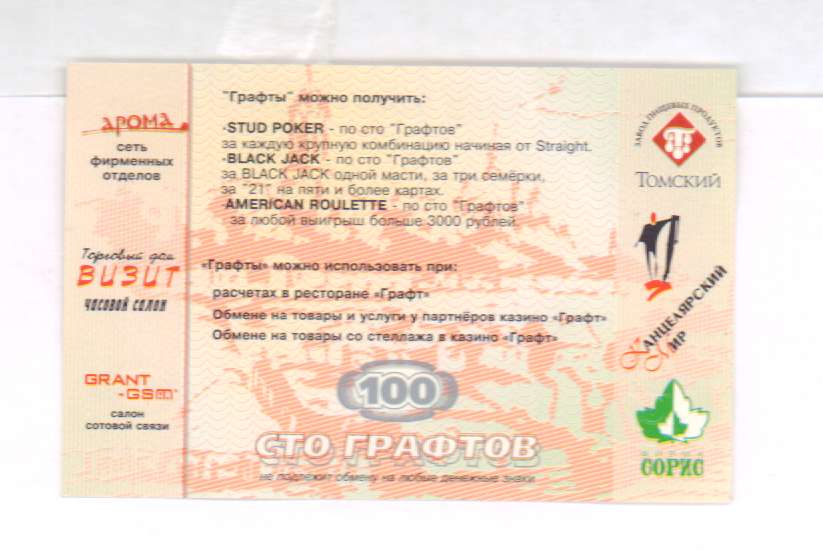 АРОМА
сеть
фирменных
отделов
Торговый дом
ВИЗИТ
часовой салон
GRANT
-GSM
салон
сотовой связи
"Графты" можно получить:
-STUD POKER - по сто "Графтов"
за каждую крупную комбинацию начиная от Straight.
-BLACK JACK - по сто "Графтов"
за BLACK JACK одной масти, за три семёрки,
за "21" на пяти и более картах.
-AMERICAN ROULETTE - по сто "Графтов"
за любой выигрыш больше 3000 рублей.
«Графты» можно использовать при:
расчетах в ресторане «Графт»
Обмене на товары и услуги у партнёров казино «Графт»
Обмене на товары со стеллажа в казино «Графт»
100
СТО ГРАФТОВ
не подлежит обмену на любые денежные знаки
ЗАВОД ПИЩЕВЫХ ПРОДУКТОВ
Т
ТОМСКИЙ
Канцелярский
Мир
ФИРМА
СОРИС